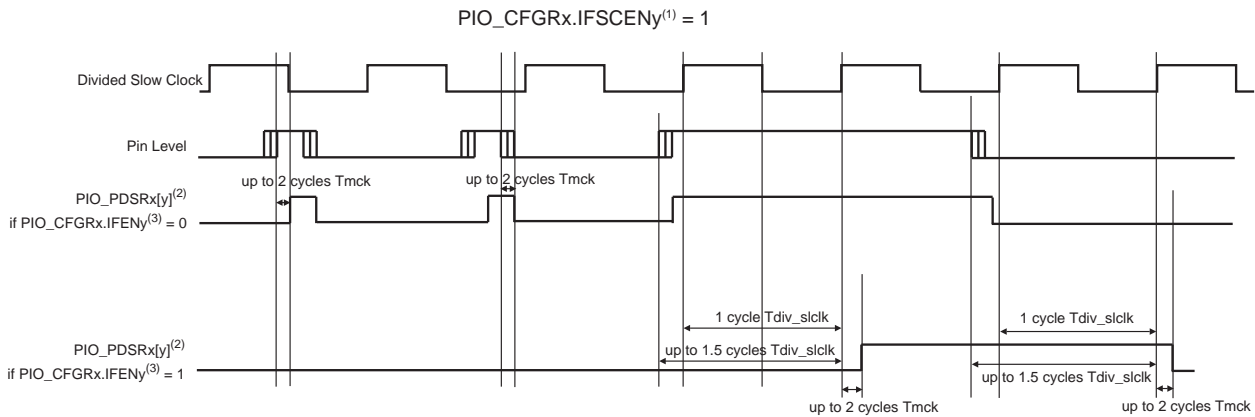 PIO_CFGRx.IFSCENy(1) = 1
Divided Slow Clock
Pin Level
up to 2 cycles Tmck
up to 2 cycles Tmck
PIO_PDSRx[y](2)
if PIO_CFGRx.IFENy(3) = 0
1 cycle Tdiv_slclk
1 cycle Tdiv_slclk
PIO_PDSRx[y](2)
up to 1.5 cycles Tdiv_slclk
if PIO_CFGRx.IFENy(3) = 1
up to 1.5 cycles Tdiv_slclk
up to 2 cycles Tmck
up to 2 cycles Tmck